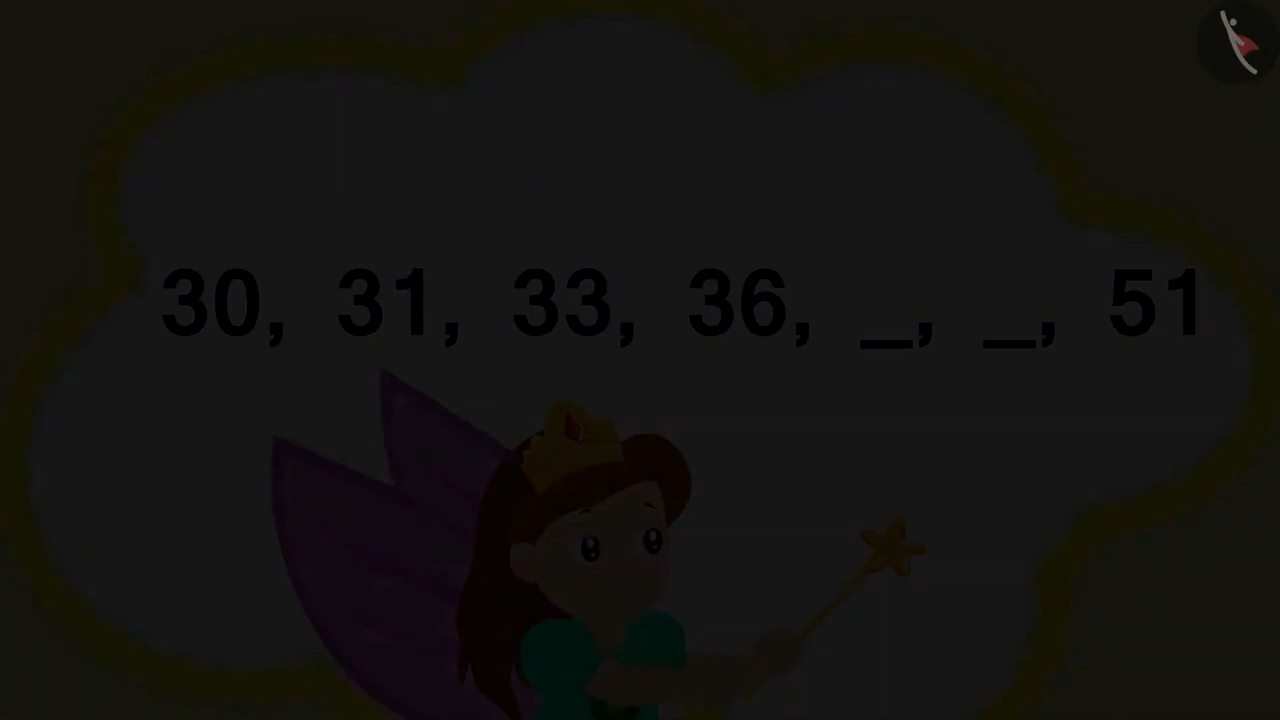 30, 31, 33, 36, _, _, 51